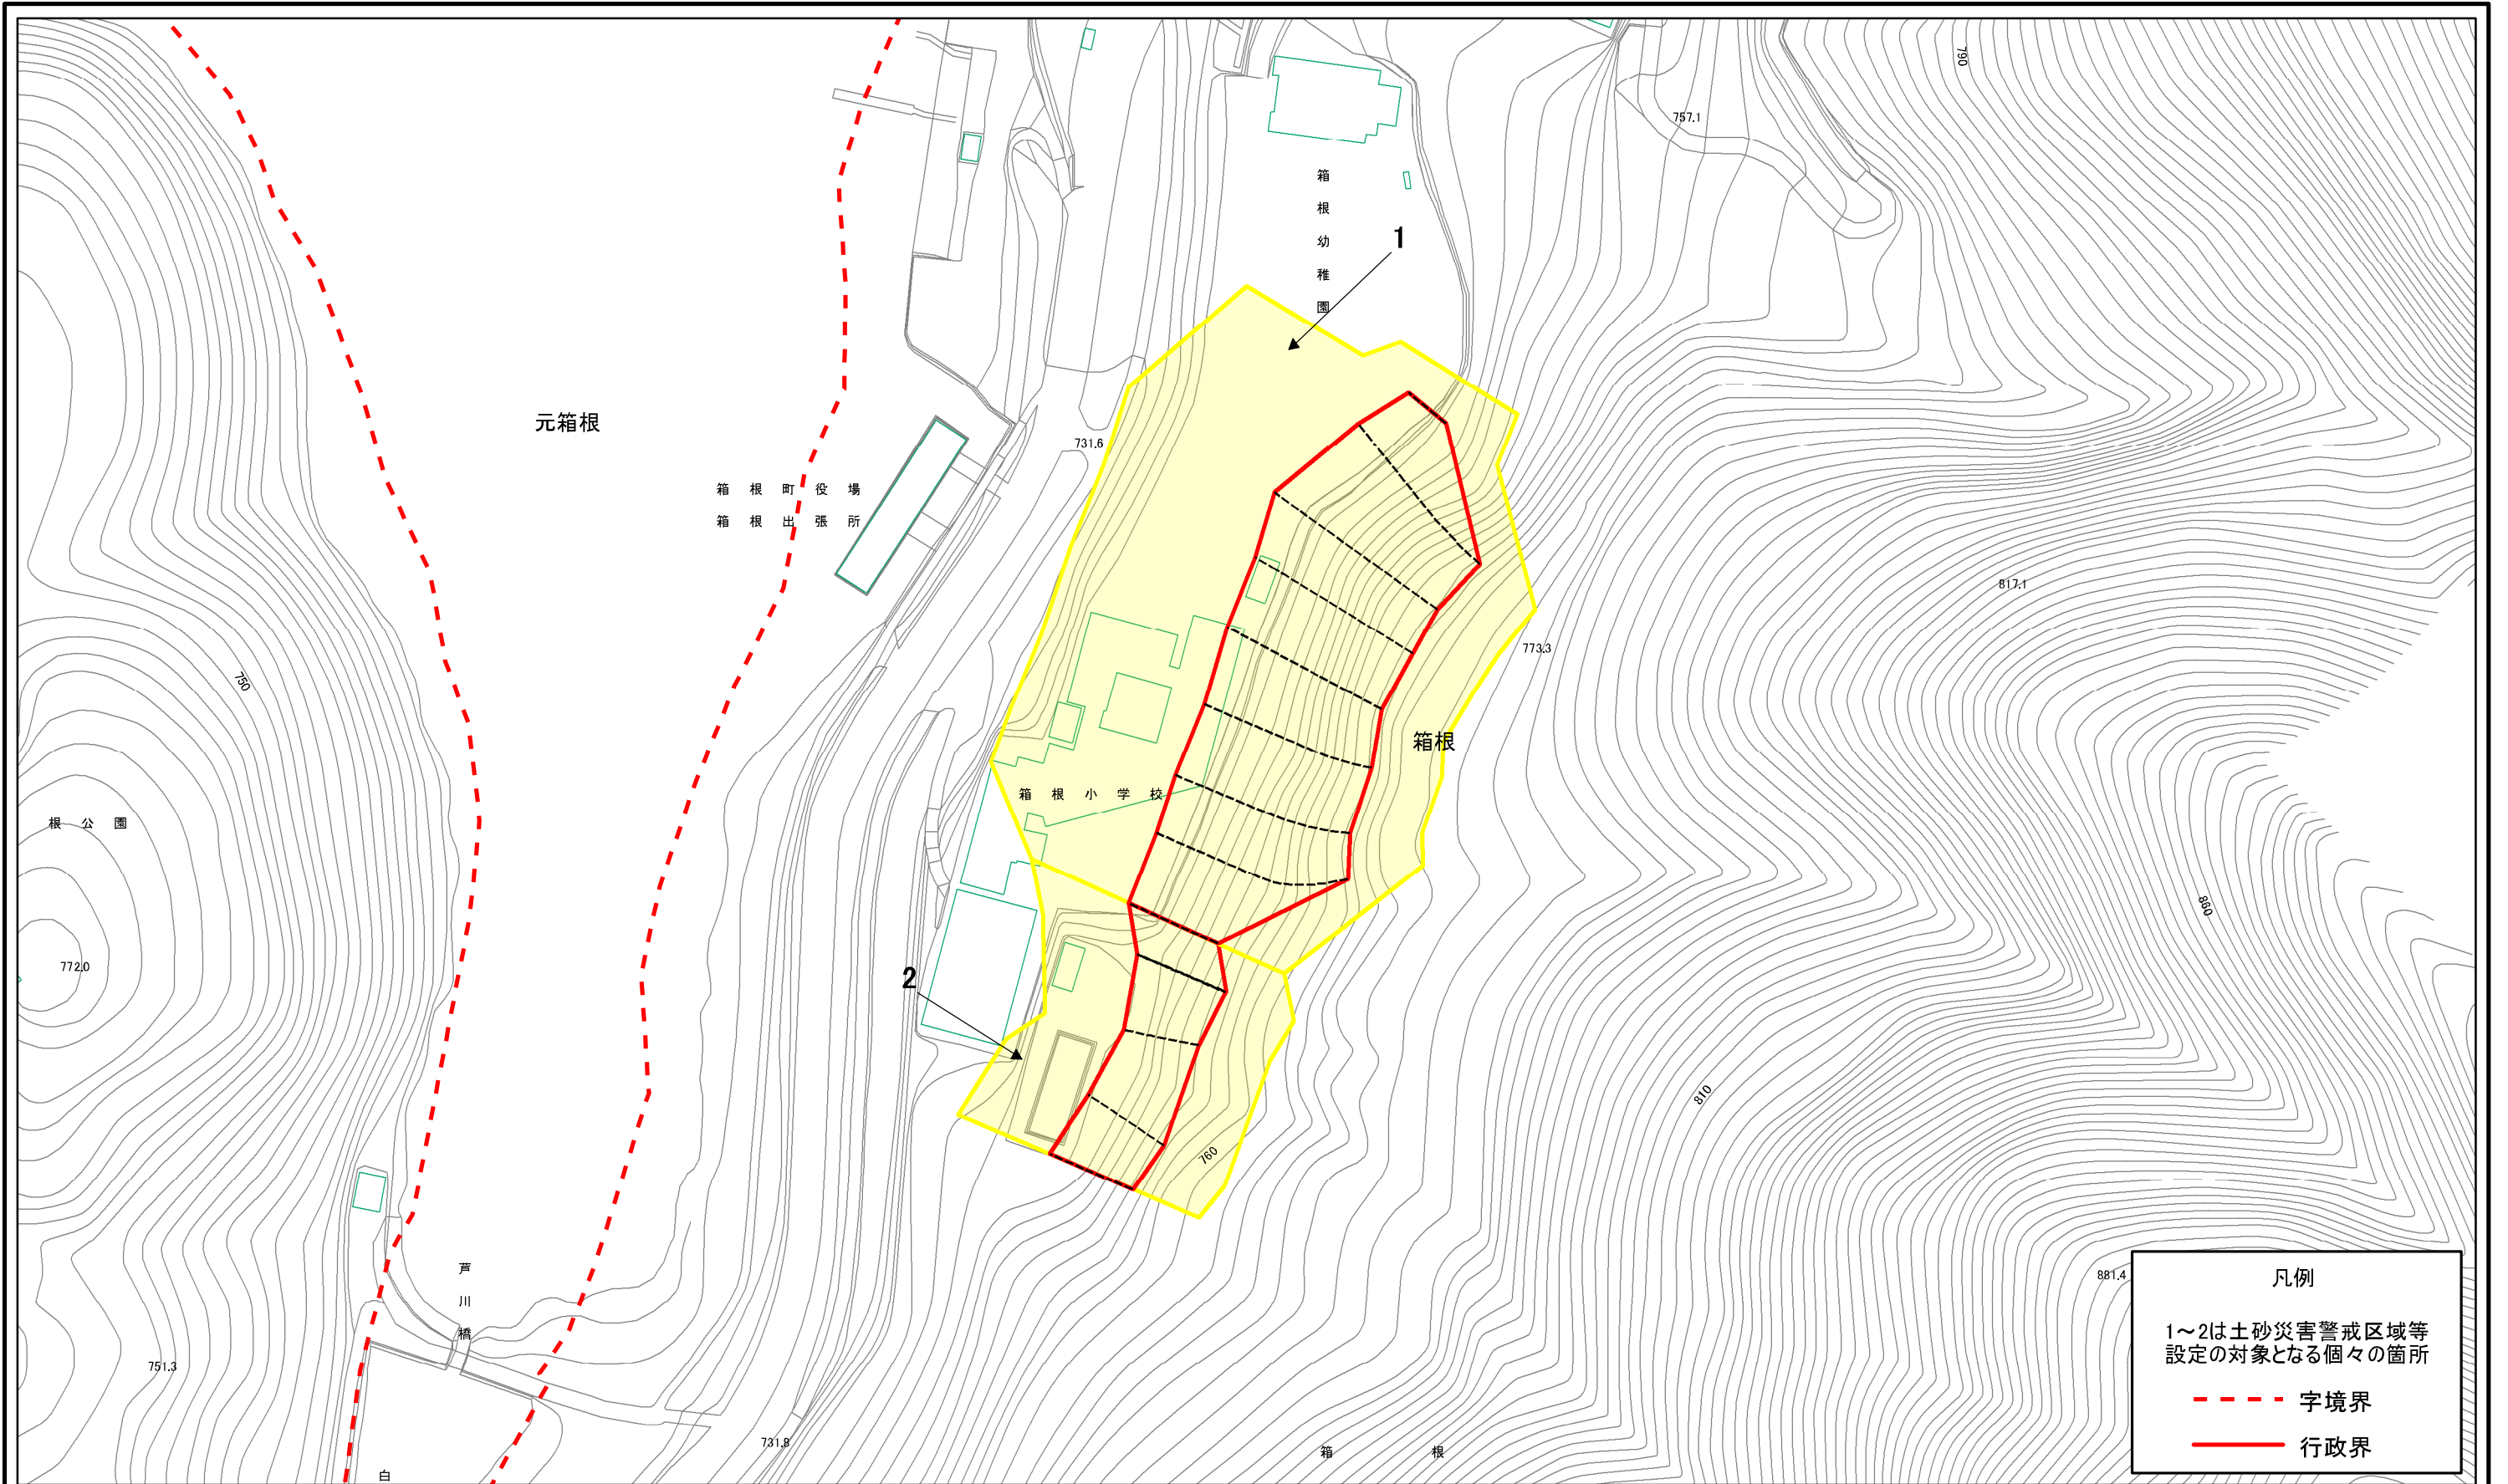 790
757.1
箱根幼稚園
1
元箱根
731.6
箱根町役場
箱根出張所
817.1
773.3
750
箱根
箱根小学校
根公園
860
772.0
2
810
760
芦川橋
881.4
凡例
1～2は土砂災害警戒区域等
設定の対象となる個々の箇所
字境界
行政界
751.3
731.8
箱根
白